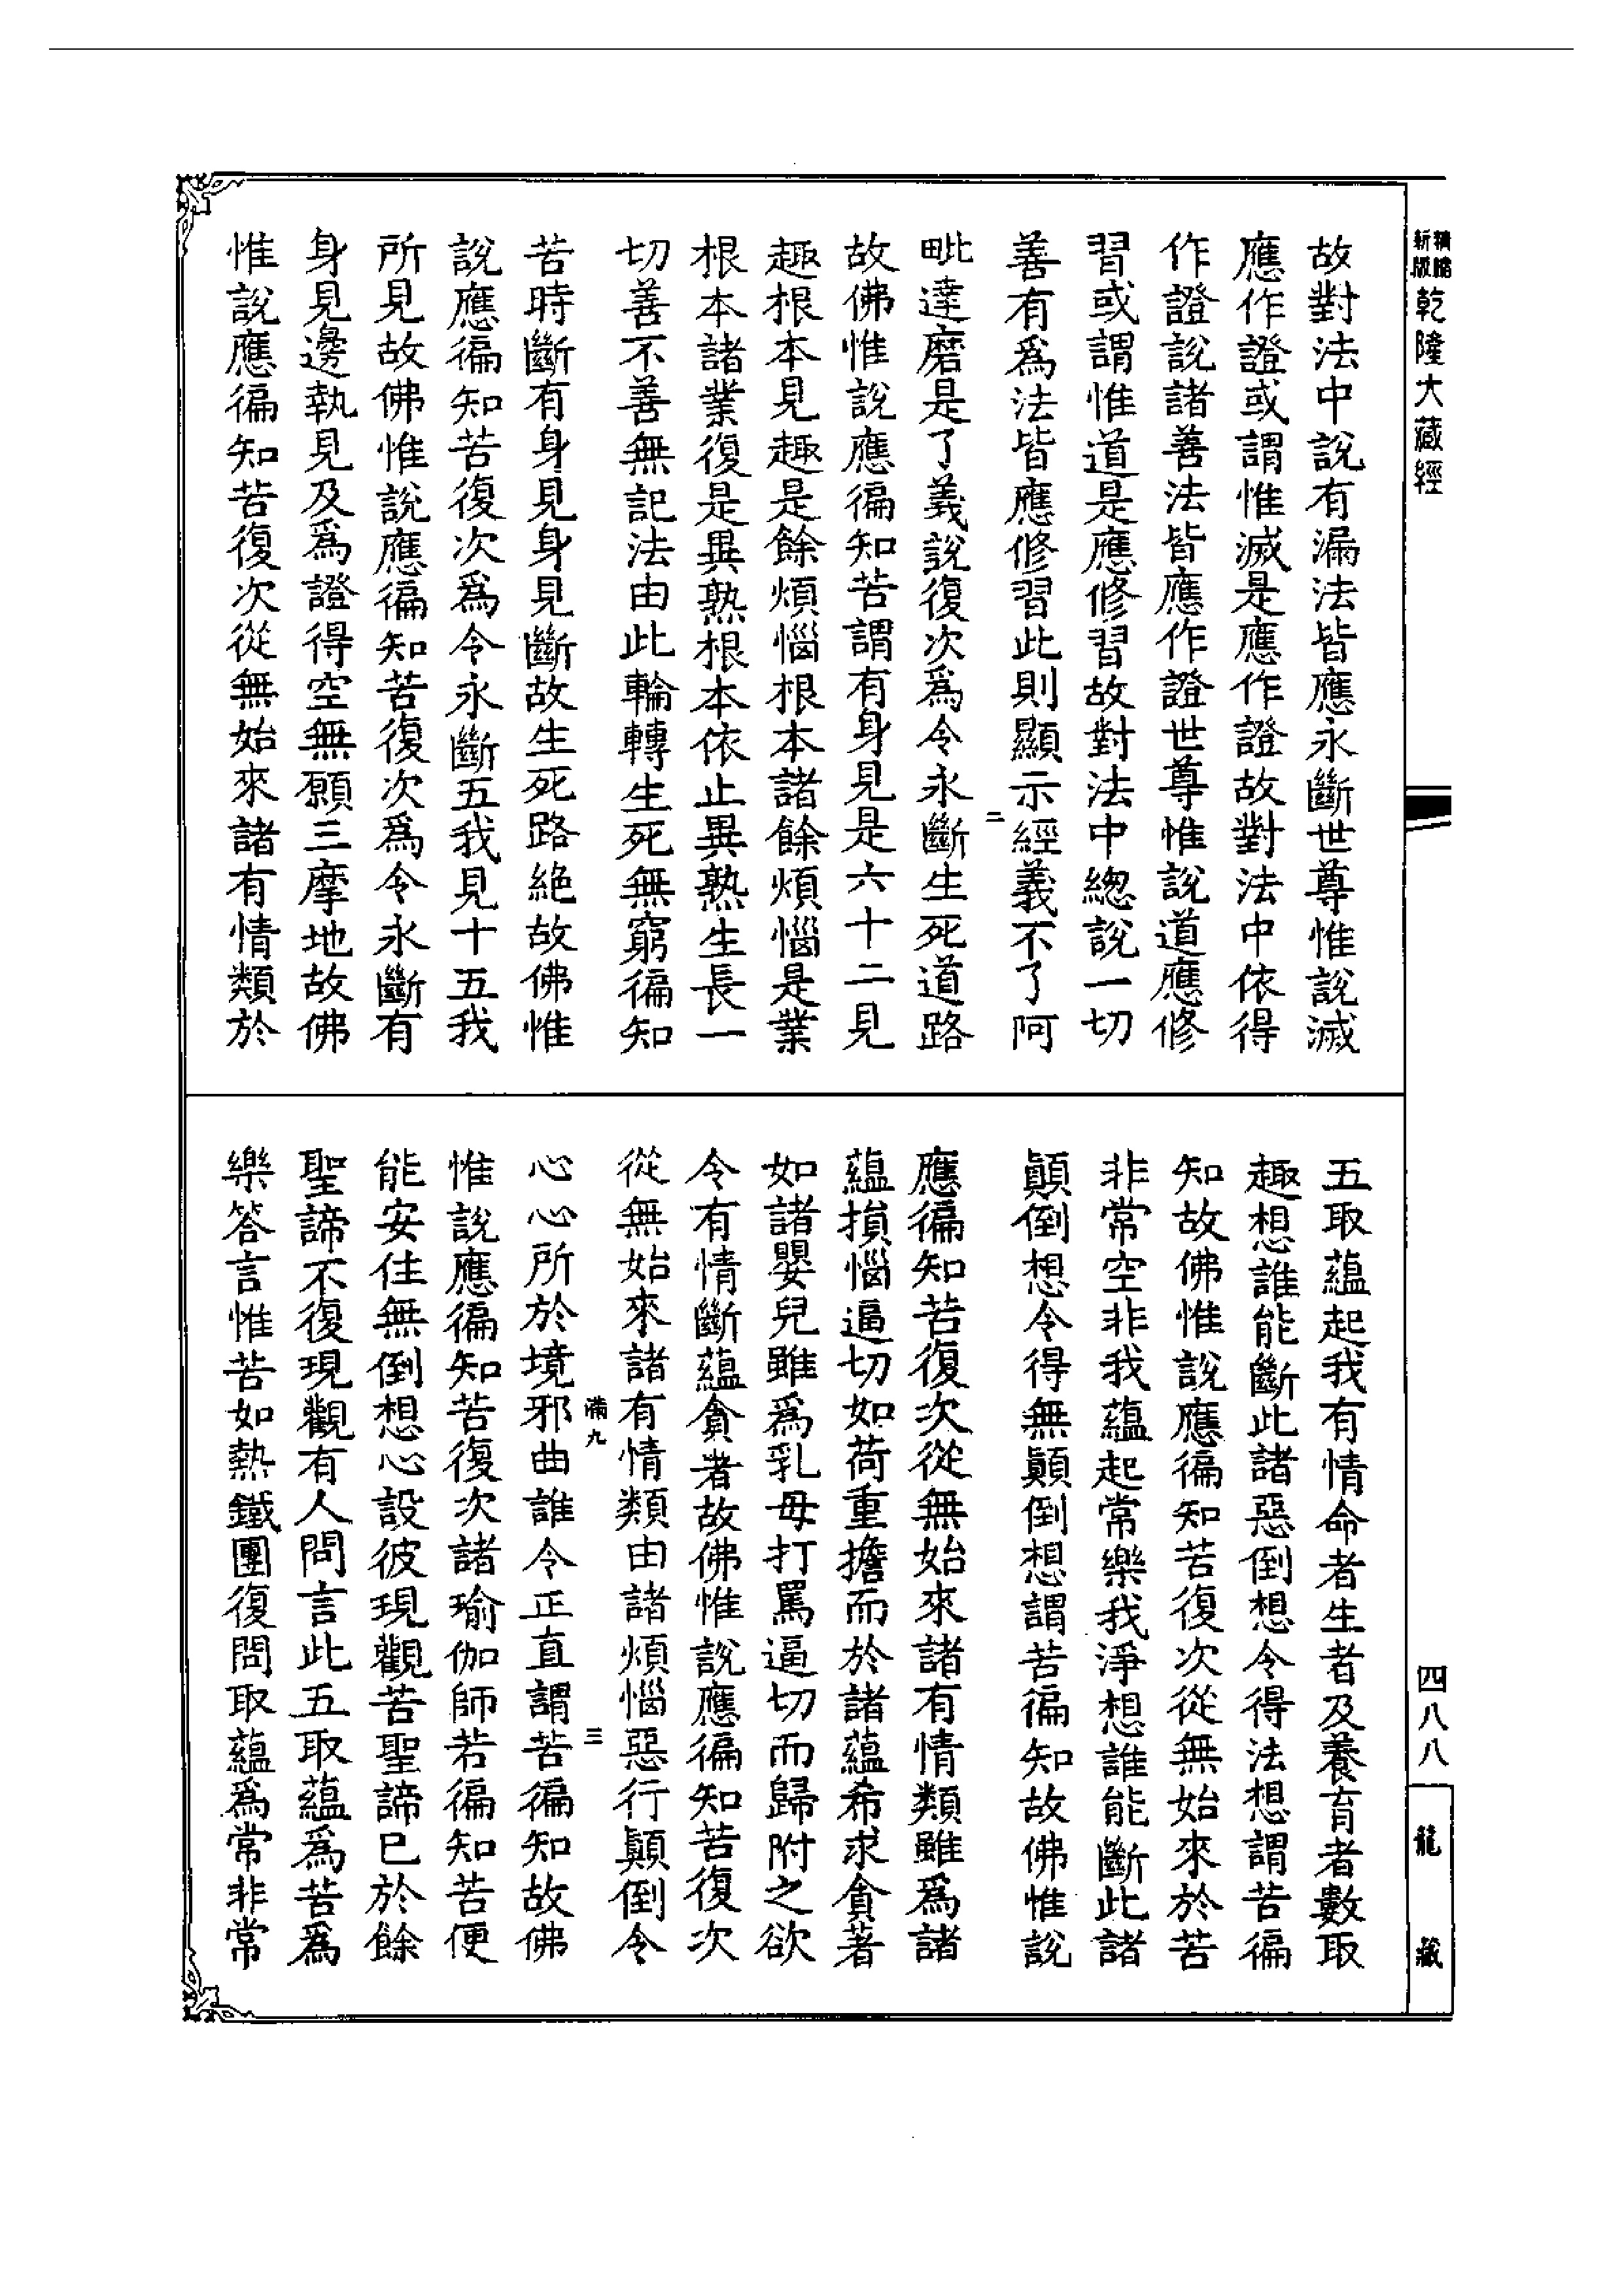 精縮
新版
乾隆大藏經
故對法中說有漏法皆應永斷世尊惟說滅
應作證或謂惟滅是應作證故對法中依得
作證說諸善法皆應作證世尊惟說道應修
習或謂惟道是應修習故對法中總說一切
善有爲法皆應修習此則顯示經義不了阿
二
毗達磨是了義說復次爲令永斷生死道路
故佛惟說應徧知苦謂有身見是六十二見
趣根本見趣是餘煩惱根本諸餘煩惱是業
根本諸業復是異熟根本依止異熟生長一
切善不善無記法由此輪轉生死無窮徧知
苦時斷有身見身見斷故生死路絶故佛惟
說應徧知苦復次爲令永斷五我見十五我
所見故佛惟說應徧知苦復次爲令永斷有
身見邊執見及爲證得空無願三摩地故佛
惟說應徧知苦復次從無始來諸有情類於
五取蘊起我有情命者生者及養育者數取
趣想誰能斷此諸惡倒想令得法想謂苦徧
知故佛惟說應徧知苦復次從無始來於苦
非常空非我蘊起常樂我淨想誰能斷此諸
顛倒想令得無顛倒想謂苦徧知故佛惟說
應徧知苦復次從無始來諸有情類雖爲諸
蘊損惱逼切如荷重擔而於諸蘊希求貪著
如諸嬰兒雖爲乳母打罵逼切而歸附之欲
令有情斷蘊貪者故佛惟說應徧知苦復次
從無始來諸有情類由諸煩惱惡行顛倒令
滿九
三
心心所於境邪曲誰令正直謂苦徧知故佛
惟說應徧知苦復次諸瑜伽師若徧知苦便
能安住無倒想心設彼現觀苦聖諦已於餘
聖諦不復現觀有人問言此五取蘊爲苦爲
樂答言惟苦如熱鐵團復問取蘊爲常非常
四八八
龍藏